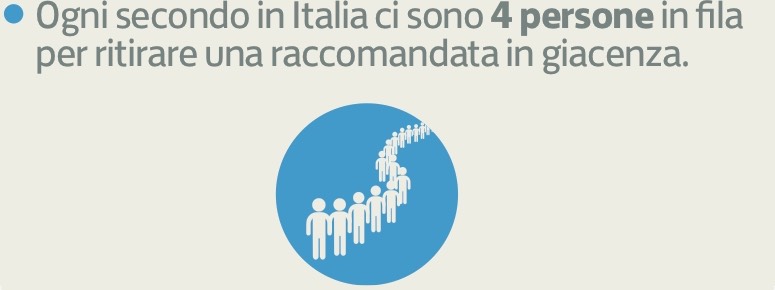 Ogni secondo in Italia ci sono 4 persone in fila
per ritirare una raccomandata in giacenza.